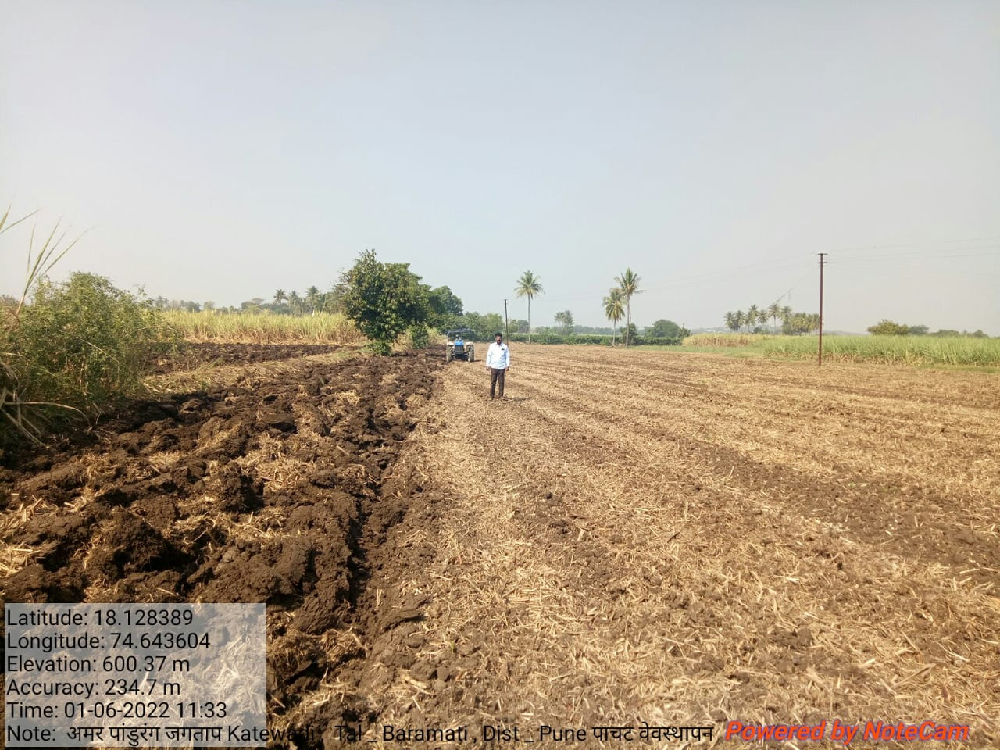 Latitude: 18.128389
Longitude: 74.643604
Elevation: 600.37 m
Accuracy: 234.7 m
Time: 01-06-2022 11:33
Note: अमर पांडुरंग जगताप Katewadi , Tal _ Baramati , Dist _ Pune पाचट वेवस्थापन
Powered by NoteCam